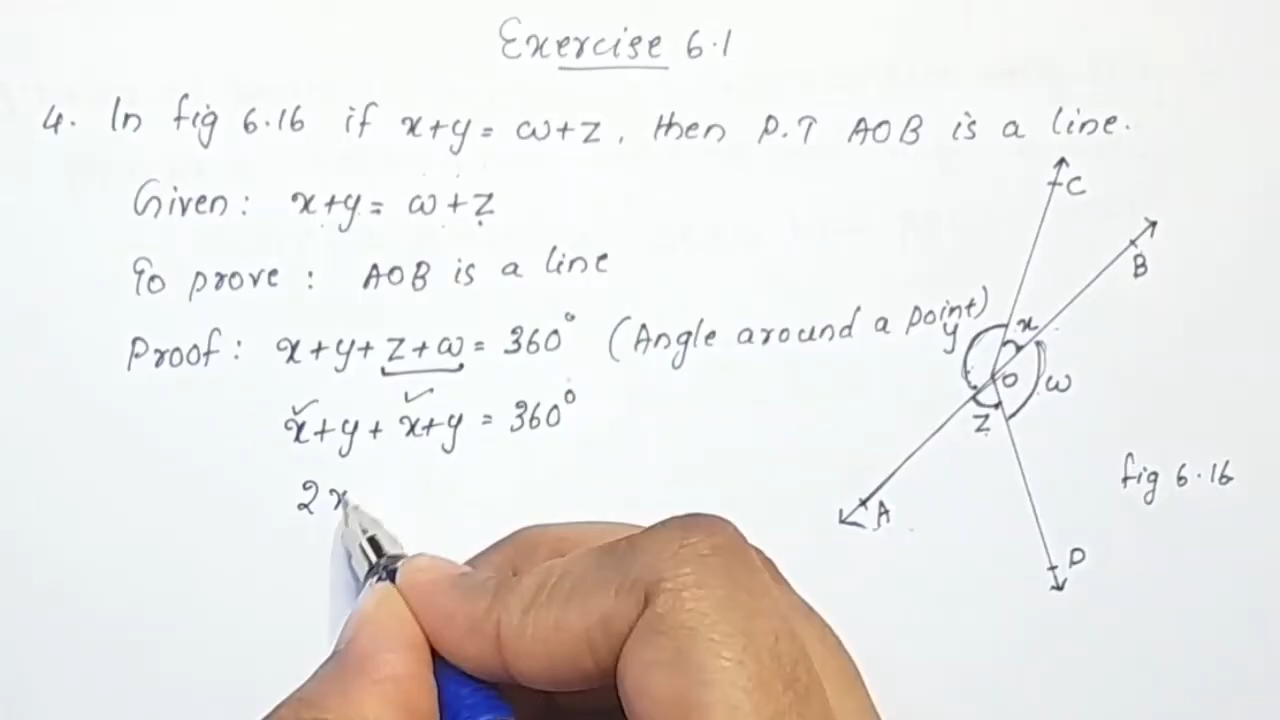 Exercise 6.1
4. In fig 6.16 if x+y = ω+z, then P.T AOB is a line.
Given: x+y = ω+z
To prove: AOB is a line
Proof: x+y+z+ω = 360° (Angle around a point)
x+y+x+y = 360°
2x
C
B
y x
O ω
z
A
D
fig 6.16